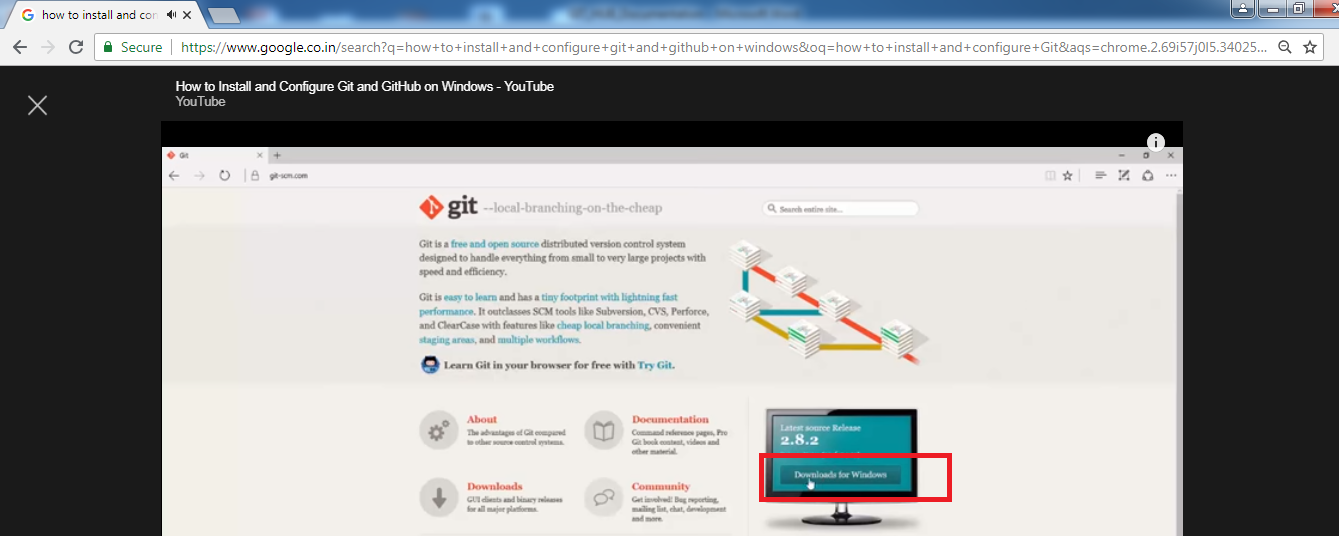 how to install and con
Secure
https://www.google.co.in/search?q=how+to+install+and+configure+git+and+github+on+windows&oq=how+to+install+and+configure+Git&aqs=chrome.2.69i57j0l5.34025...
How to Install and Configure Git and GitHub on Windows - YouTube
YouTube
Git
git-scm.com
git --local-branching-on-the-cheap
Search entire site...
Git is a free and open source distributed version control system
designed to handle everything from small to very large projects with
speed and efficiency.
Git is easy to learn and has a tiny footprint with lightning fast
performance. It outclasses SCM tools like Subversion, CVS, Perforce,
and ClearCase with features like cheap local branching, convenient
staging areas, and multiple workflows.
Learn Git in your browser for free with Try Git.
About
The advantages of Git compared
to other source control systems.
Documentation
Command reference pages, Pro
Git book content, videos and
other material.
Downloads
GUI clients and binary releases
for all major platforms.
Community
Get involved! Bug reporting,
mailing list, chat, development
and more.
Latest source Release
2.8.2
Downloads for Windows